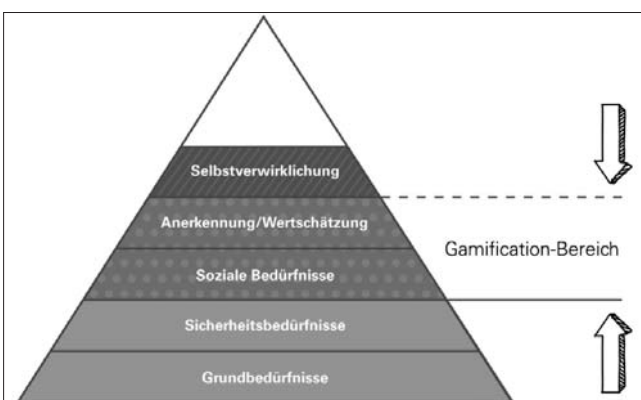 Selbstverwirklichung
Anerkennung/Wertschätzung
Gamification-Bereich
Soziale Bedürfnisse
Sicherheitsbedürfnisse
Grundbedürfnisse